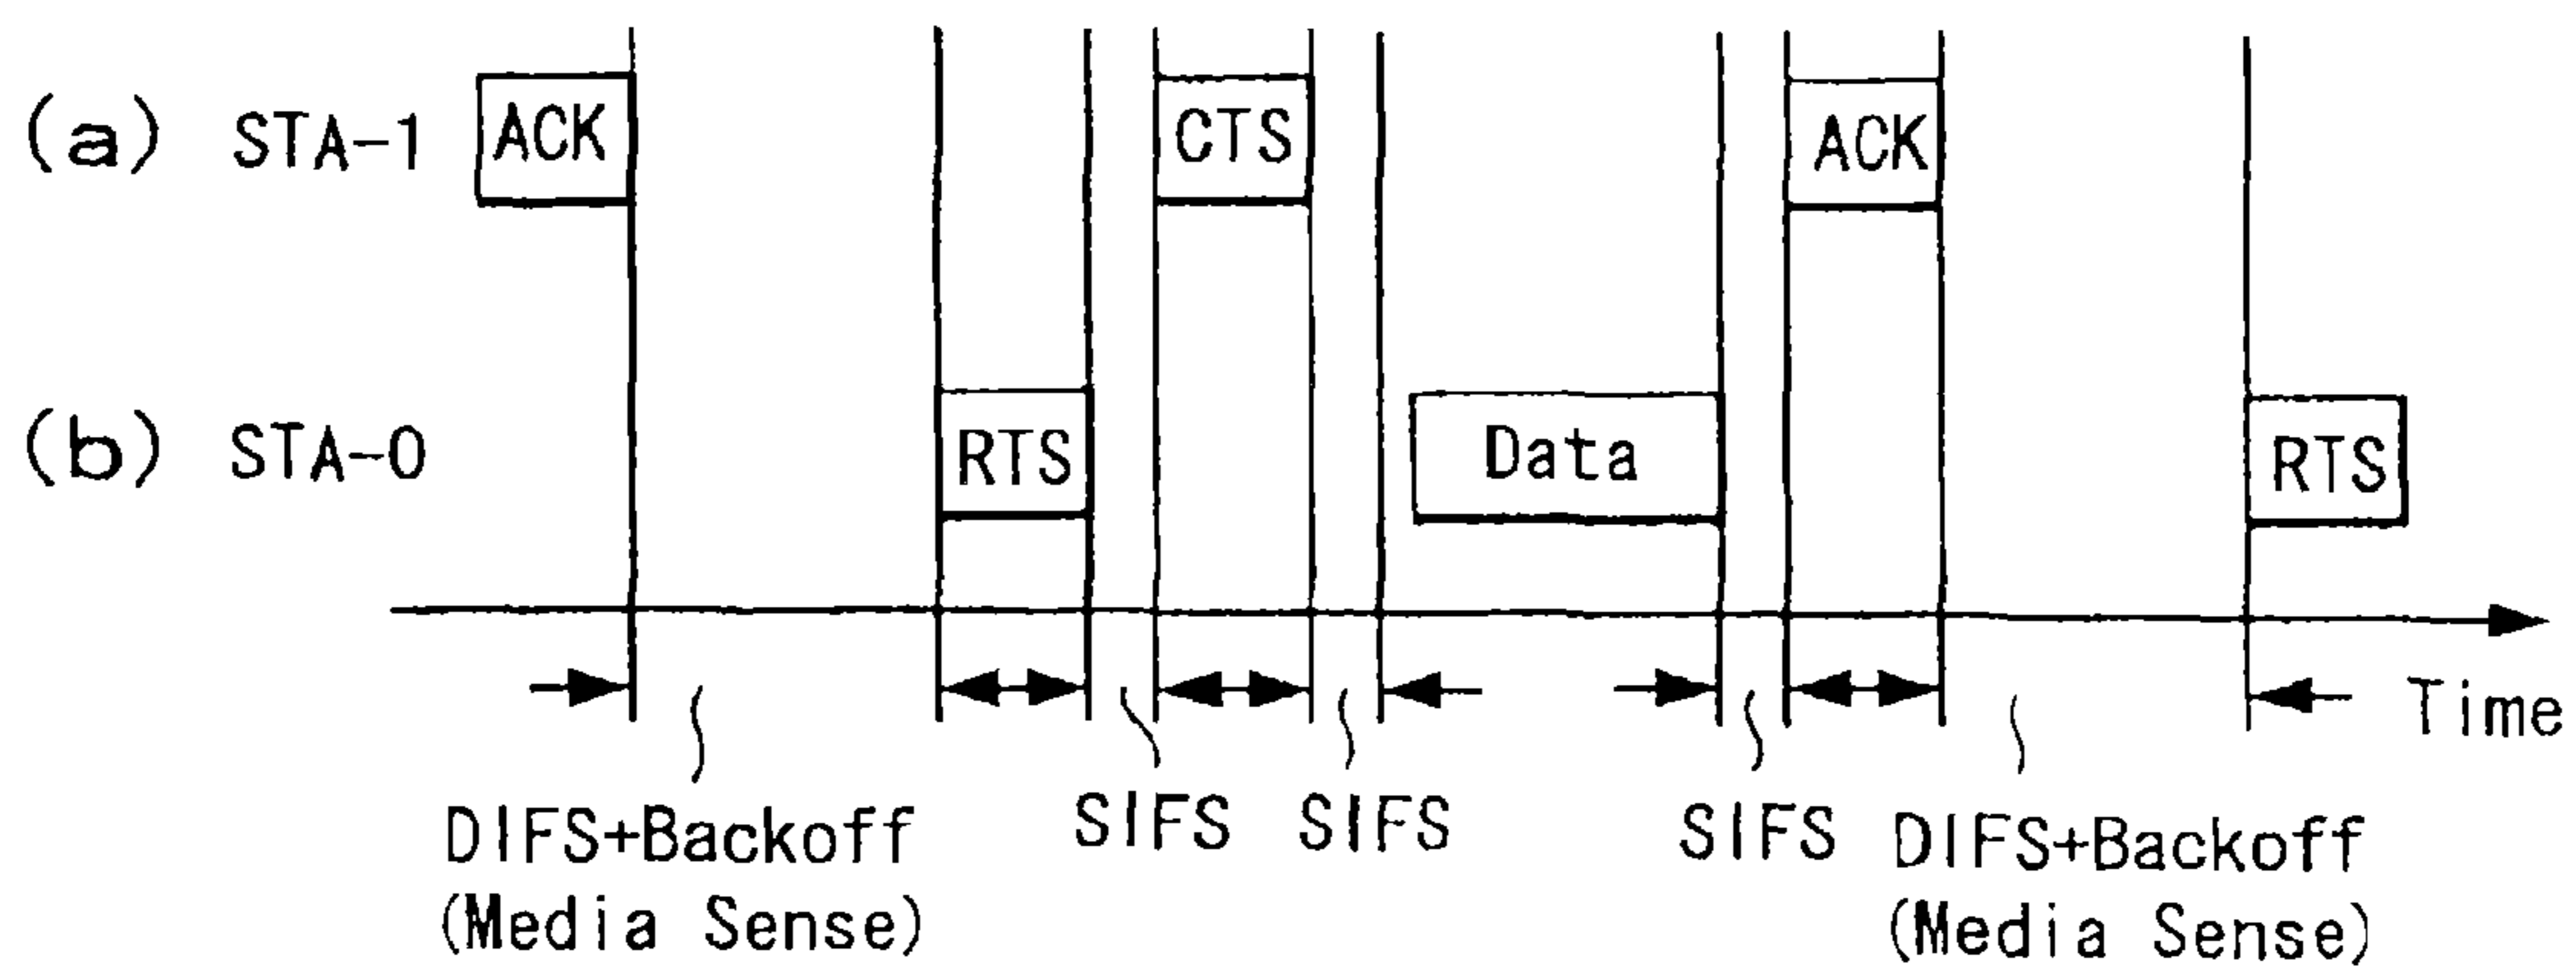 (a) STA-1 ACK CTS ACK
(b) STA-0 RTS Data RTS
Time
DIFS+Backoff SIFS SIFS SIFS DIFS+Backoff
(Media Sense) (Media Sense)